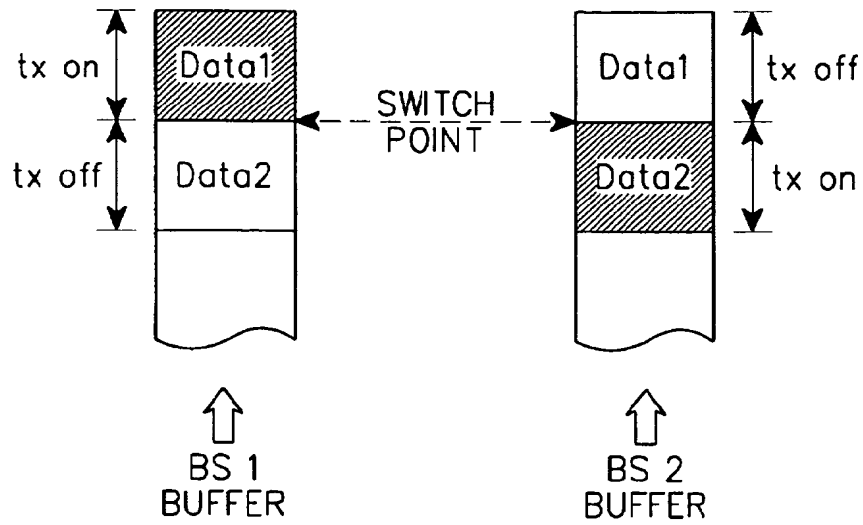 tx on
Data1
Data1
tx off
SWITCH
POINT
tx off
Data2
Data2
tx on
BS 1
BUFFER
BS 2
BUFFER